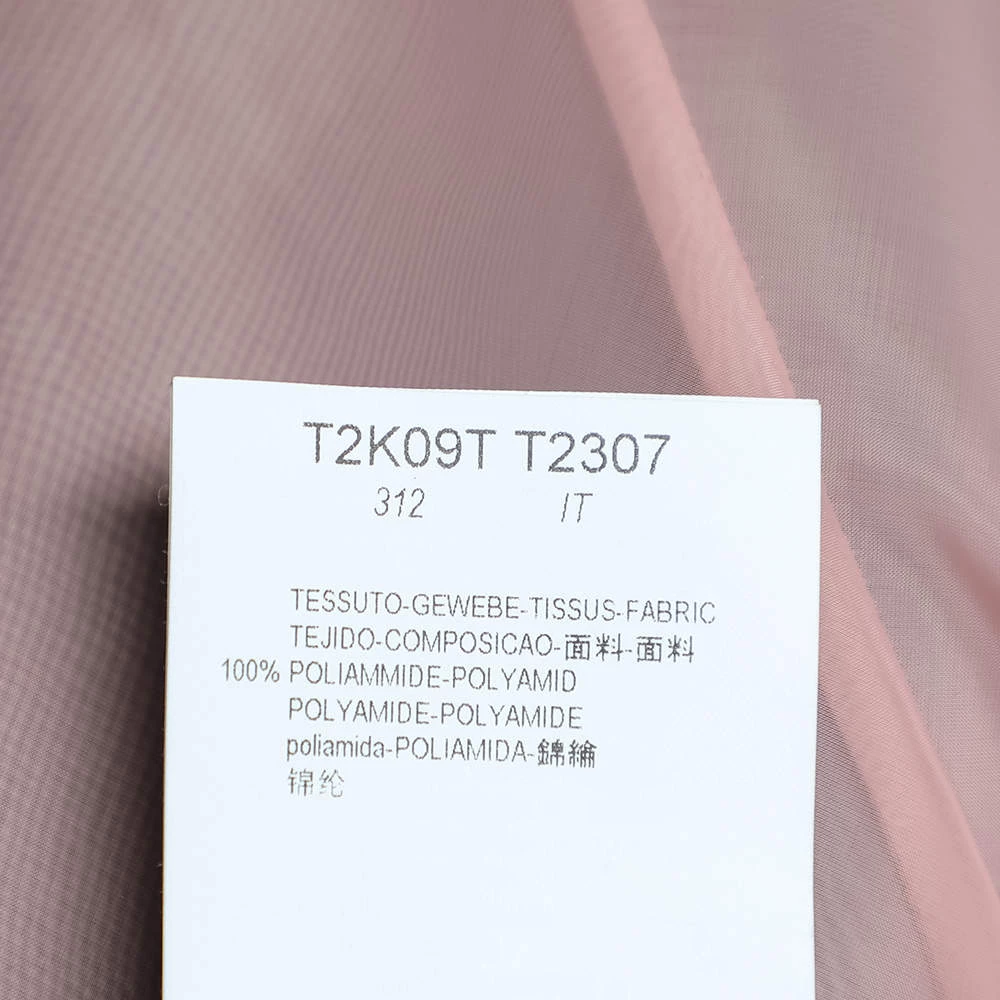 T2K09T T2307
312 IT
TESSUTO-GEWEBE-TISSUS-FABRIC
TEJIDO-COMPOSICAO-面料-面料
100% POLIAMMIDE-POLYAMID
POLYAMIDE-POLYAMIDE
poliamida-POLIAMIDA-錦綸
锦纶